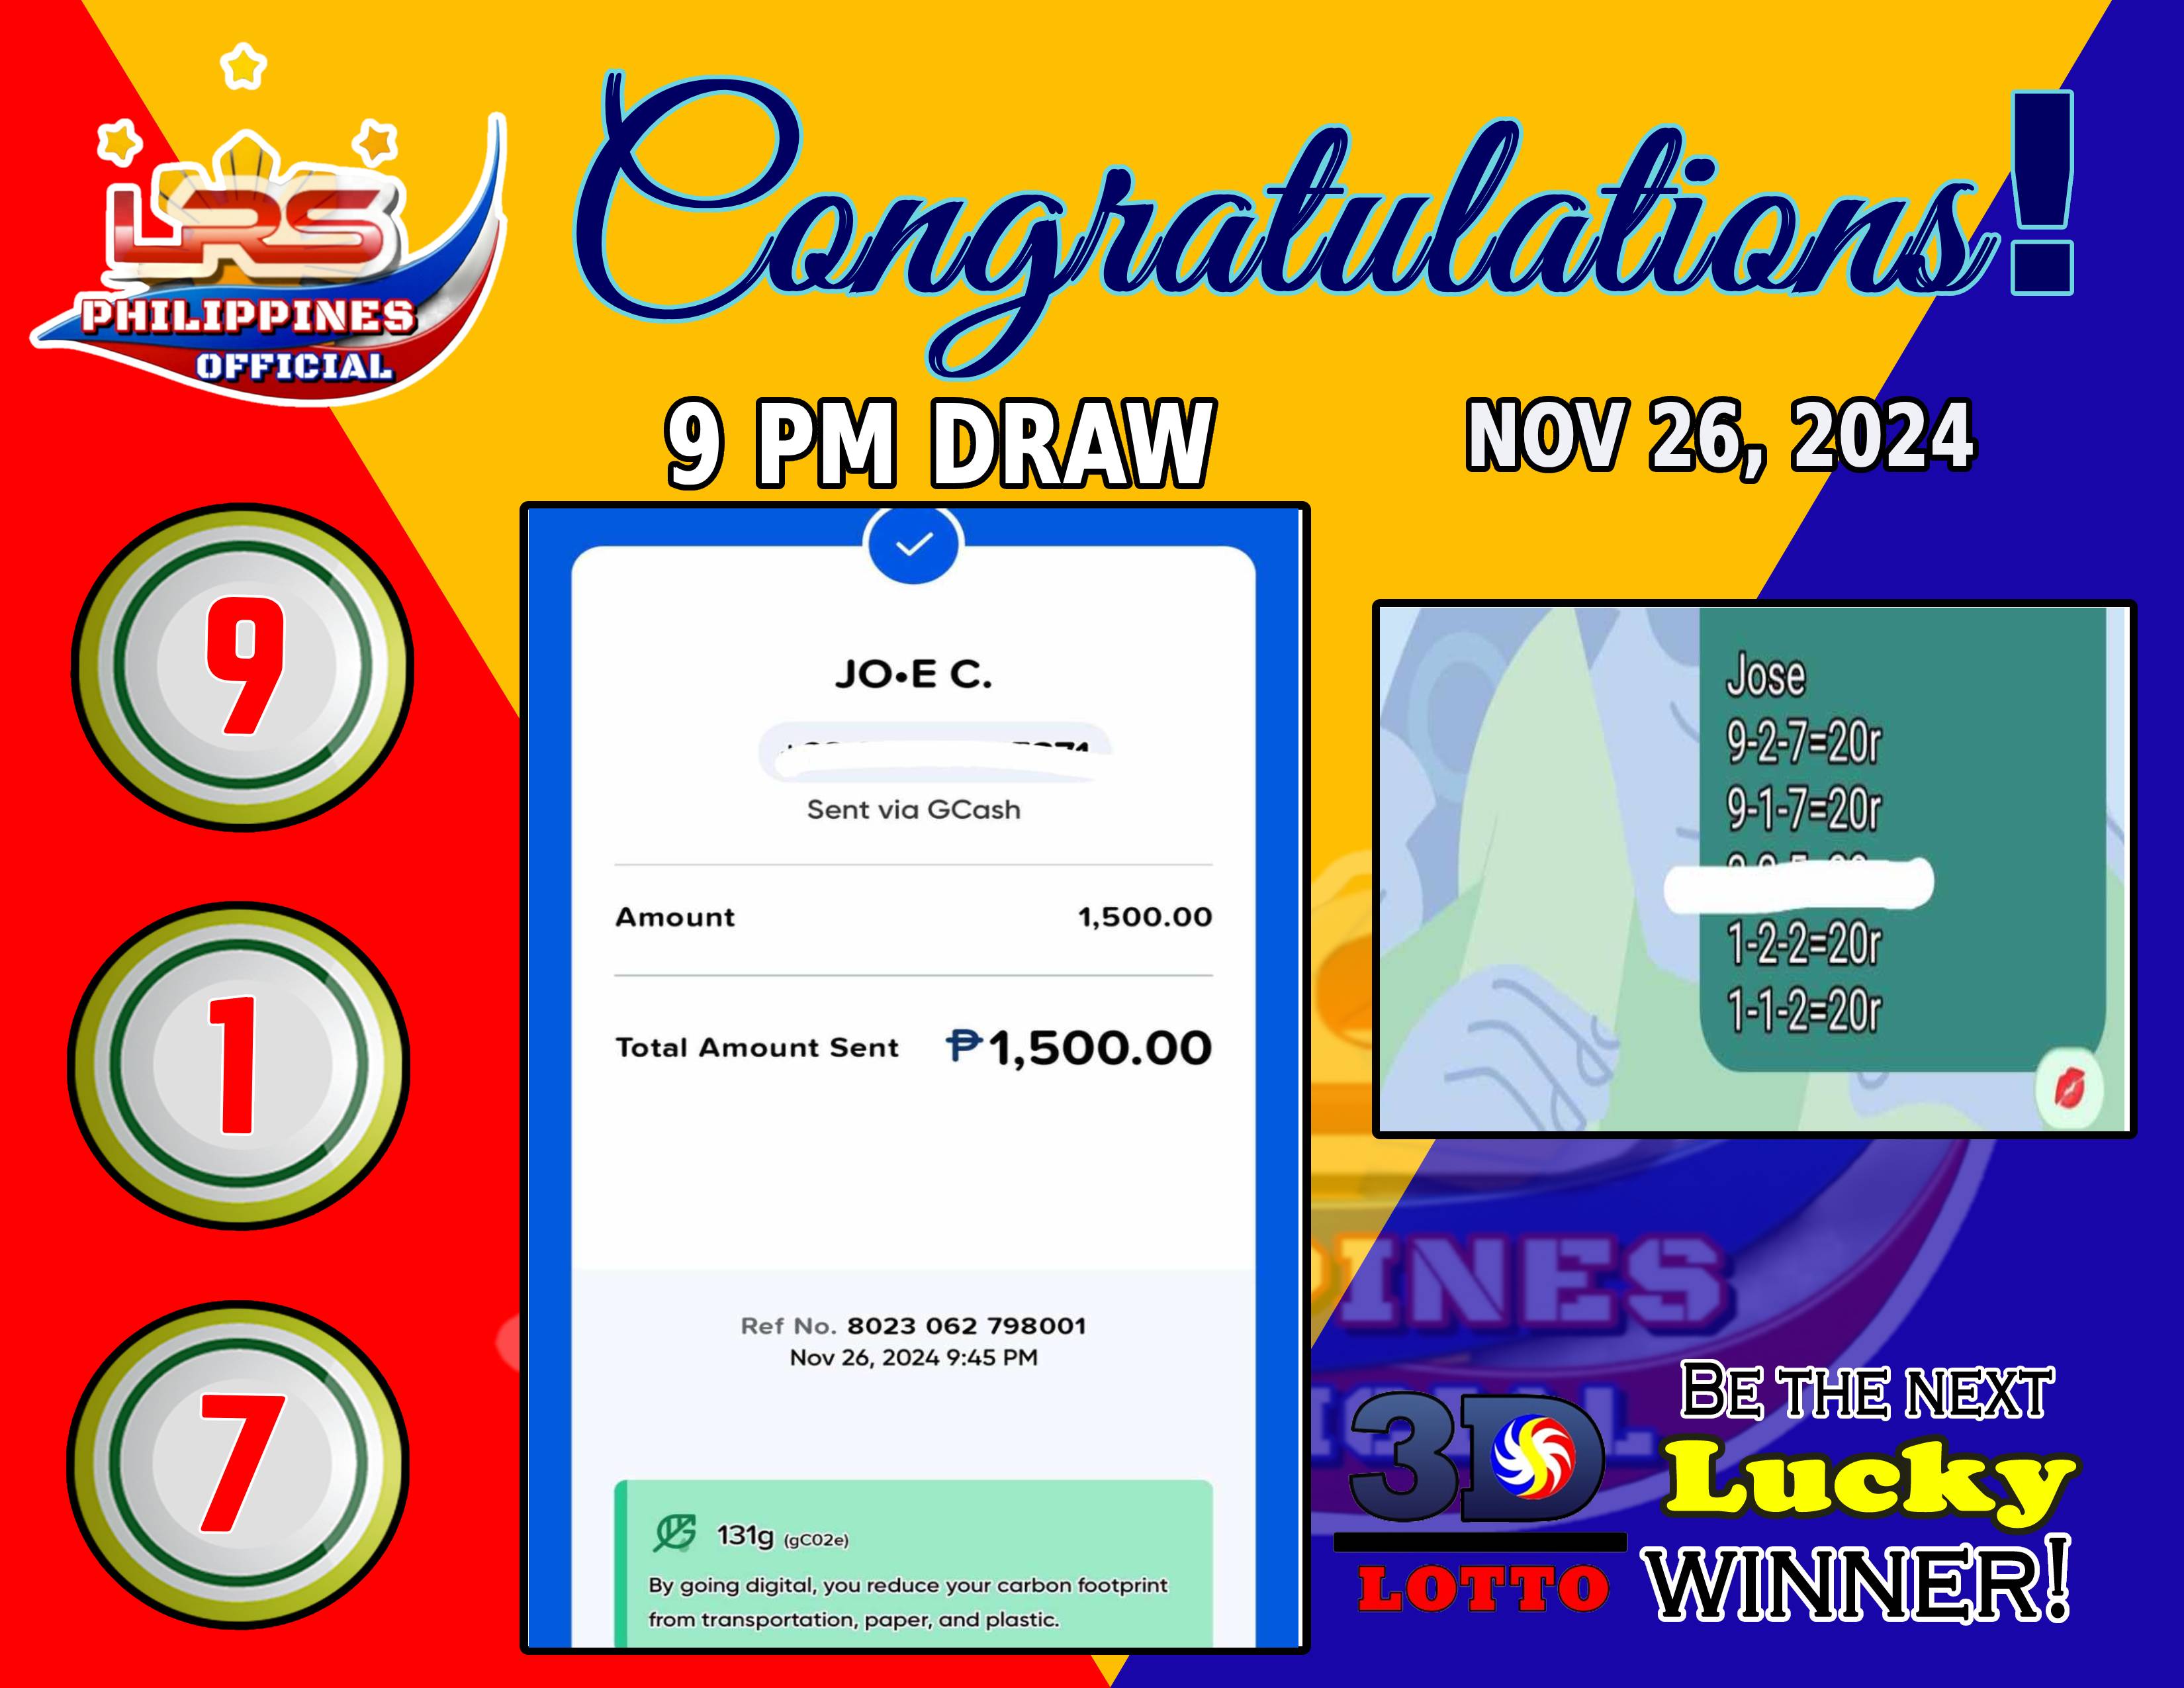 LRS
PHILIPPINES
OFFICIAL
Congratulations!
9 PM DRAW
NOV 26, 2024
9
1
7
JO•E C.
Sent via GCash
Amount 1,500.00
Total Amount Sent ₱1,500.00
Ref No. 8023 062 798001
Nov 26, 2024 9:45 PM
131g (gCO2e)
By going digital, you reduce your carbon footprint
from transportation, paper, and plastic.
Jose
9-2-7=20r
9-1-7=20r
1-2-2=20r
1-1-2=20r
3D
LOTTO
BE THE NEXT
Lucky
WINNER!